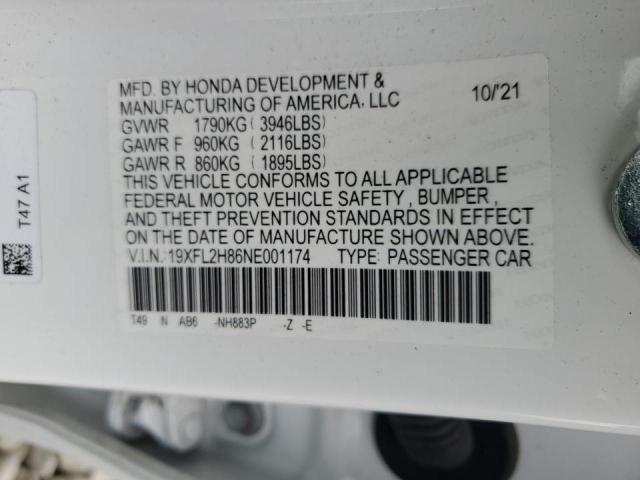 MFD. BY HONDA DEVELOPMENT & 
MANUFACTURING OF AMERICA, LLC 10/'21
GVWR 1790KG ( 3946LBS)
GAWR F 960KG ( 2116LBS)
GAWR R 860KG ( 1895LBS)
THIS VEHICLE CONFORMS TO ALL APPLICABLE
FEDERAL MOTOR VEHICLE SAFETY , BUMPER ,
AND THEFT PREVENTION STANDARDS IN EFFECT
ON THE DATE OF MANUFACTURE SHOWN ABOVE.
V.I.N.: 19XFL2H86NE001174 TYPE: PASSENGER CAR
T49 N AB6 -NH883P -Z -E
T47 A1